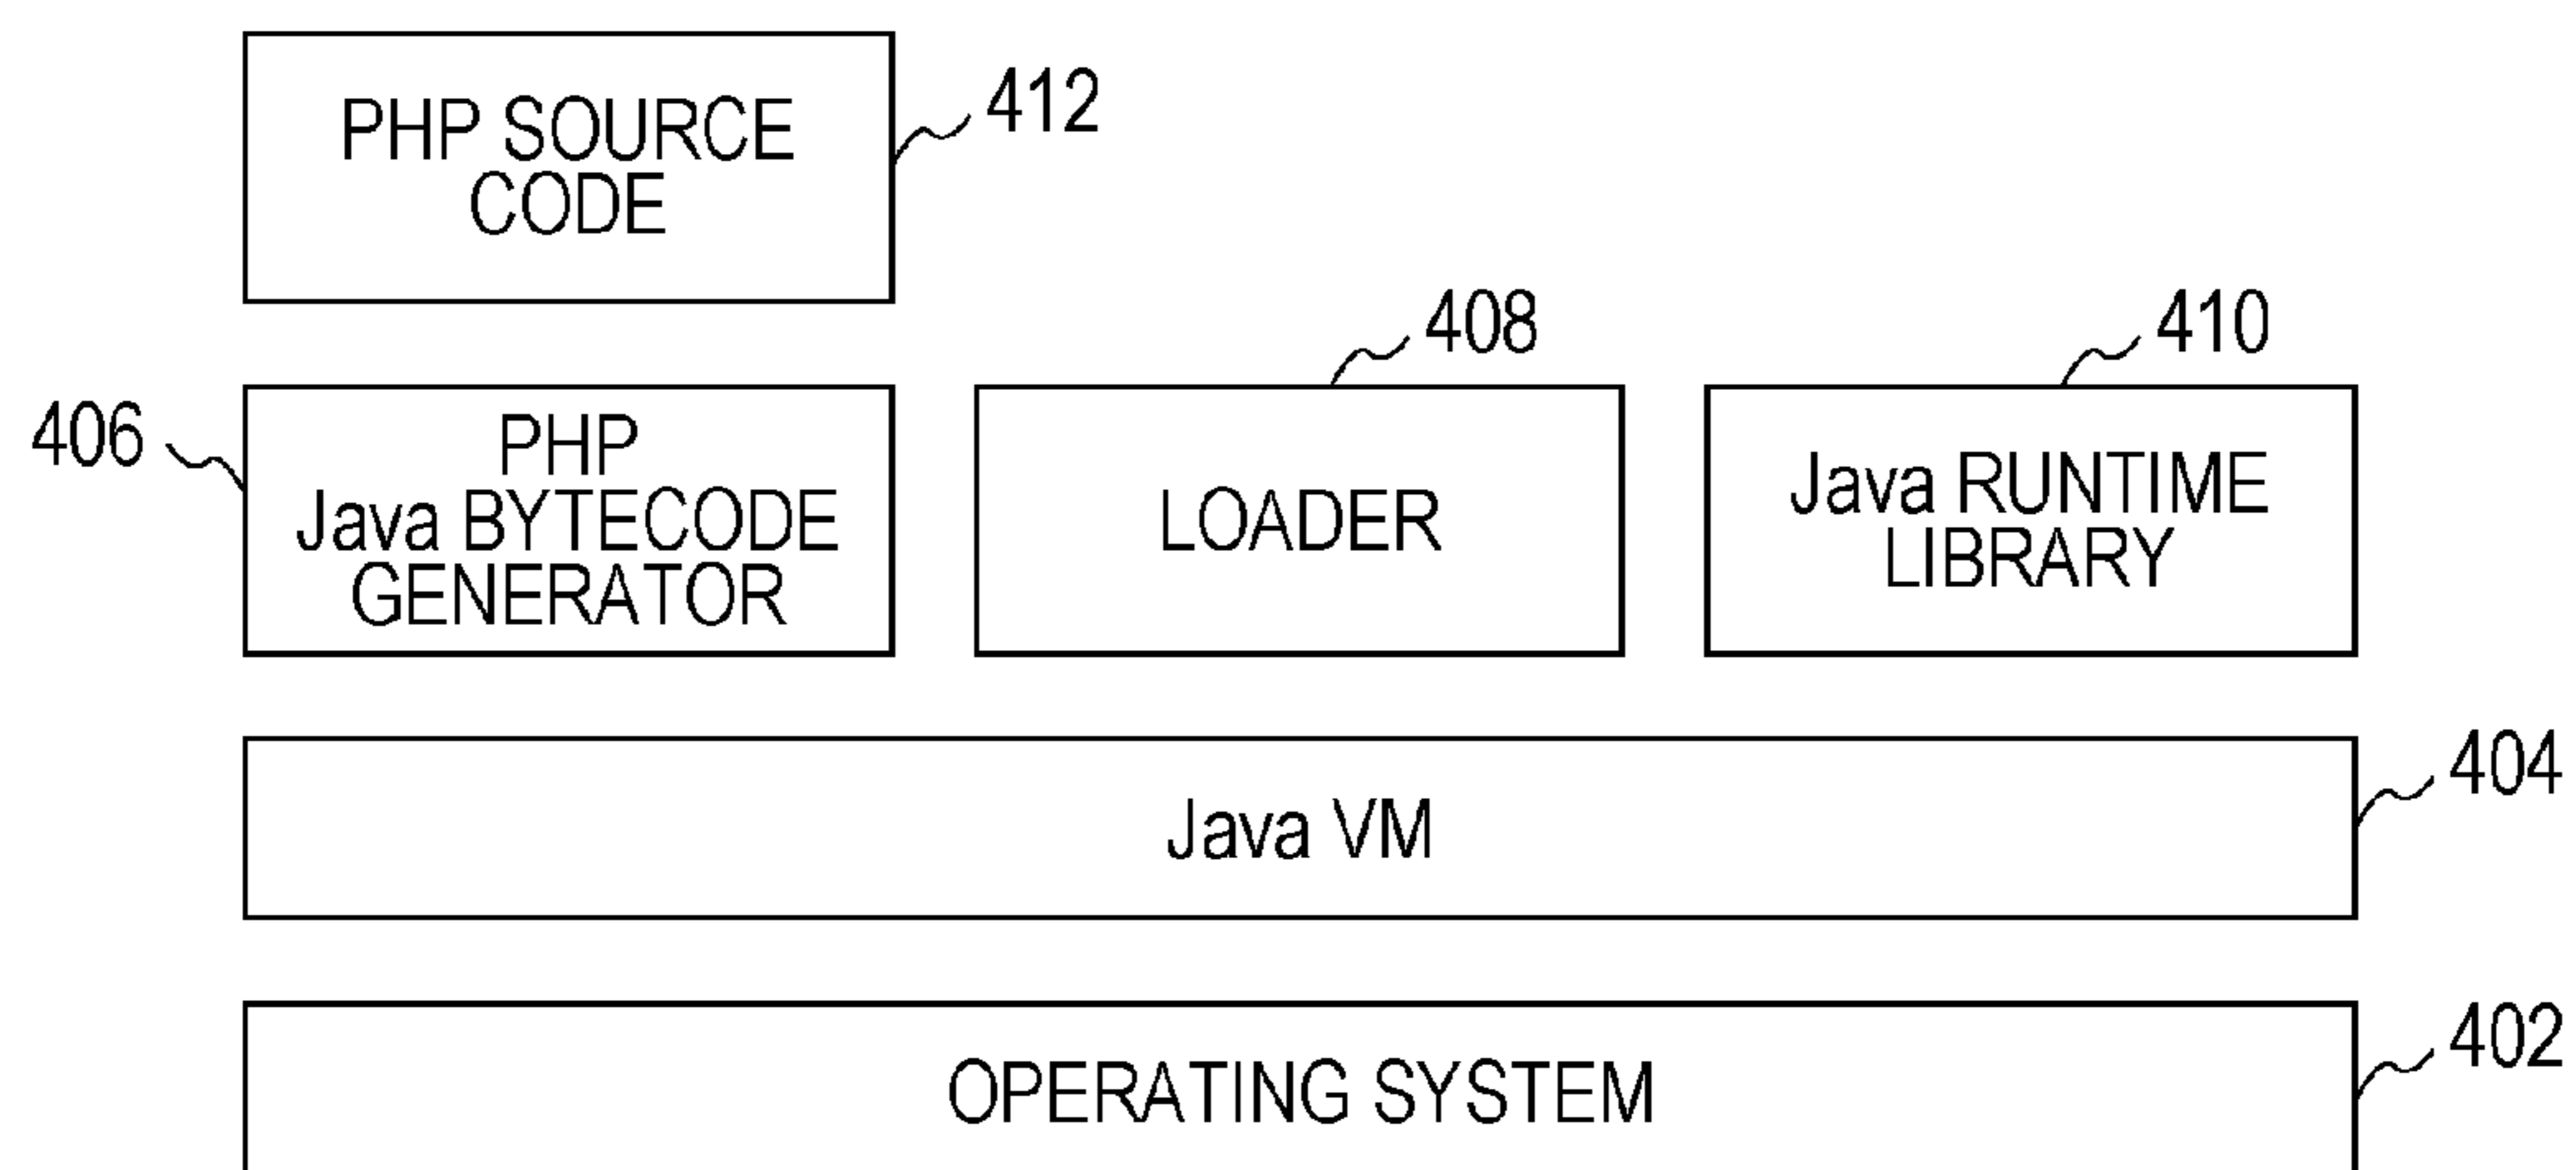 PHP SOURCE
CODE
412
408
410
406
PHP
Java BYTECODE
GENERATOR
LOADER
Java RUNTIME
LIBRARY
404
Java VM
402
OPERATING SYSTEM